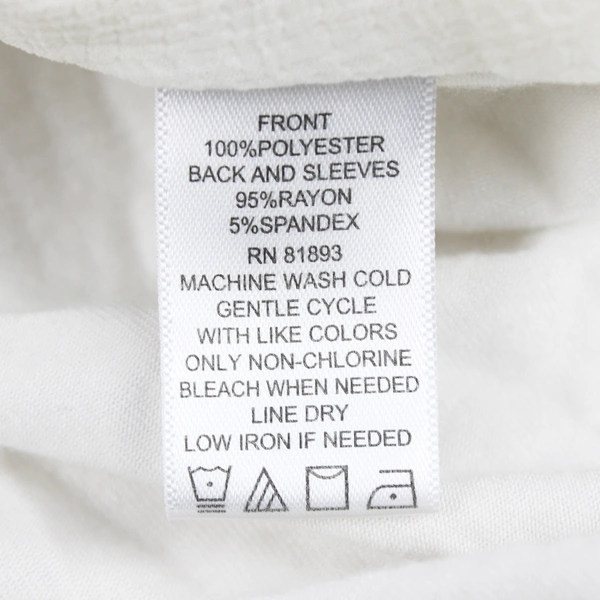 FRONT
100%POLYESTER
BACK AND SLEEVES
95%RAYON
5%SPANDEX
RN 81893
MACHINE WASH COLD
GENTLE CYCLE
WITH LIKE COLORS
ONLY NON-CHLORINE
BLEACH WHEN NEEDED
LINE DRY
LOW IRON IF NEEDED